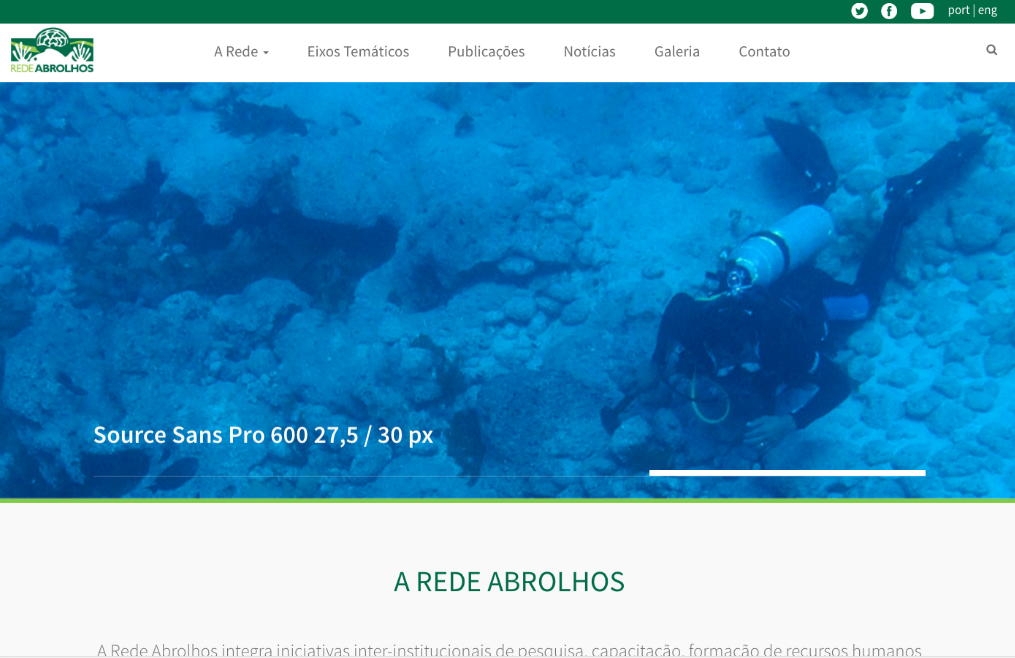 port | eng
REDE ABROLHOS
A Rede
Eixos Temáticos
Publicações
Notícias
Galeria
Contato
Source Sans Pro 600 27,5 / 30 px
A REDE ABROLHOS
A Rede Abrolhos integra iniciativas inter-institucionais de pesquisa, capacitação, formação de recursos humanos